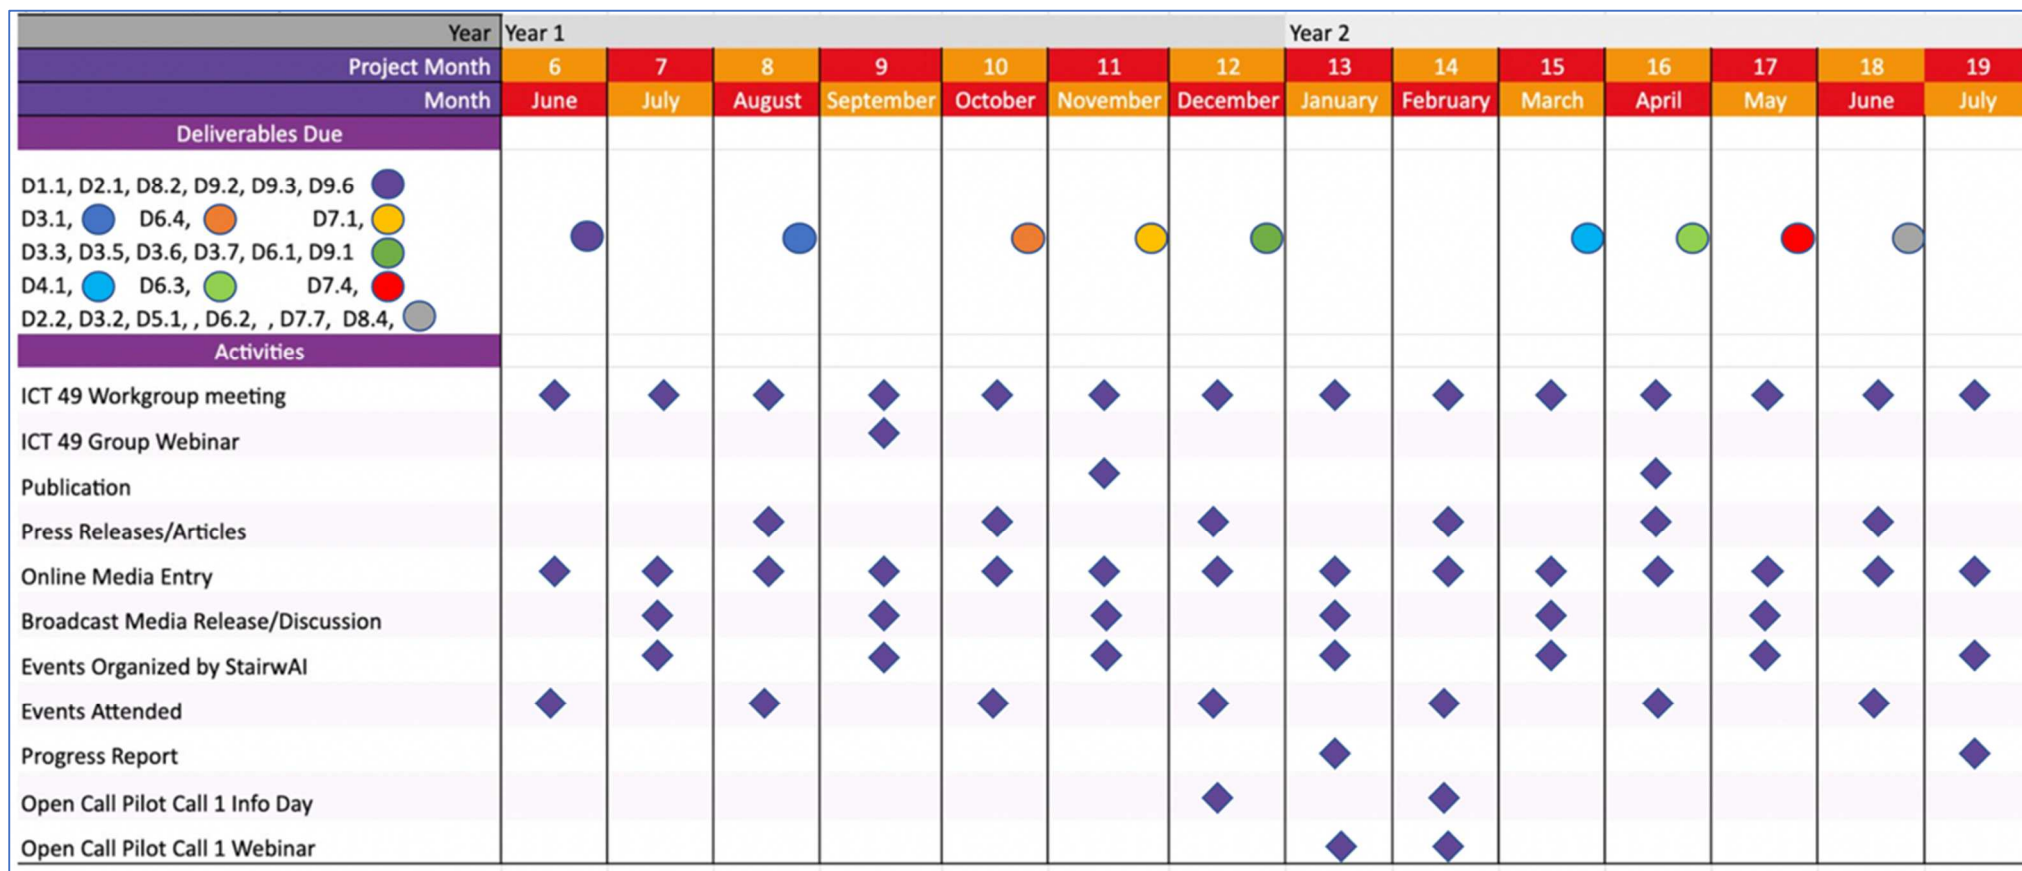 Year Year 1 Year 2
Project Month 6 7 8 9 10 11 12 13 14 15 16 17 18 19
Month June July August September October November December January February March April May June July
Deliverables Due
D1.1, D2.1, D8.2, D9.2, D9.3, D9.6
D3.1, D6.4, D7.1,
D3.3, D3.5, D3.6, D3.7, D6.1, D9.1
D4.1, D6.3, D7.4,
D2.2, D3.2, D5.1, , D6.2, , D7.7, D8.4,
Activities
ICT 49 Workgroup meeting
ICT 49 Group Webinar
Publication
Press Releases/Articles
Online Media Entry
Broadcast Media Release/Discussion
Events Organized by StairwAI
Events Attended
Progress Report
Open Call Pilot Call 1 Info Day
Open Call Pilot Call 1 Webinar